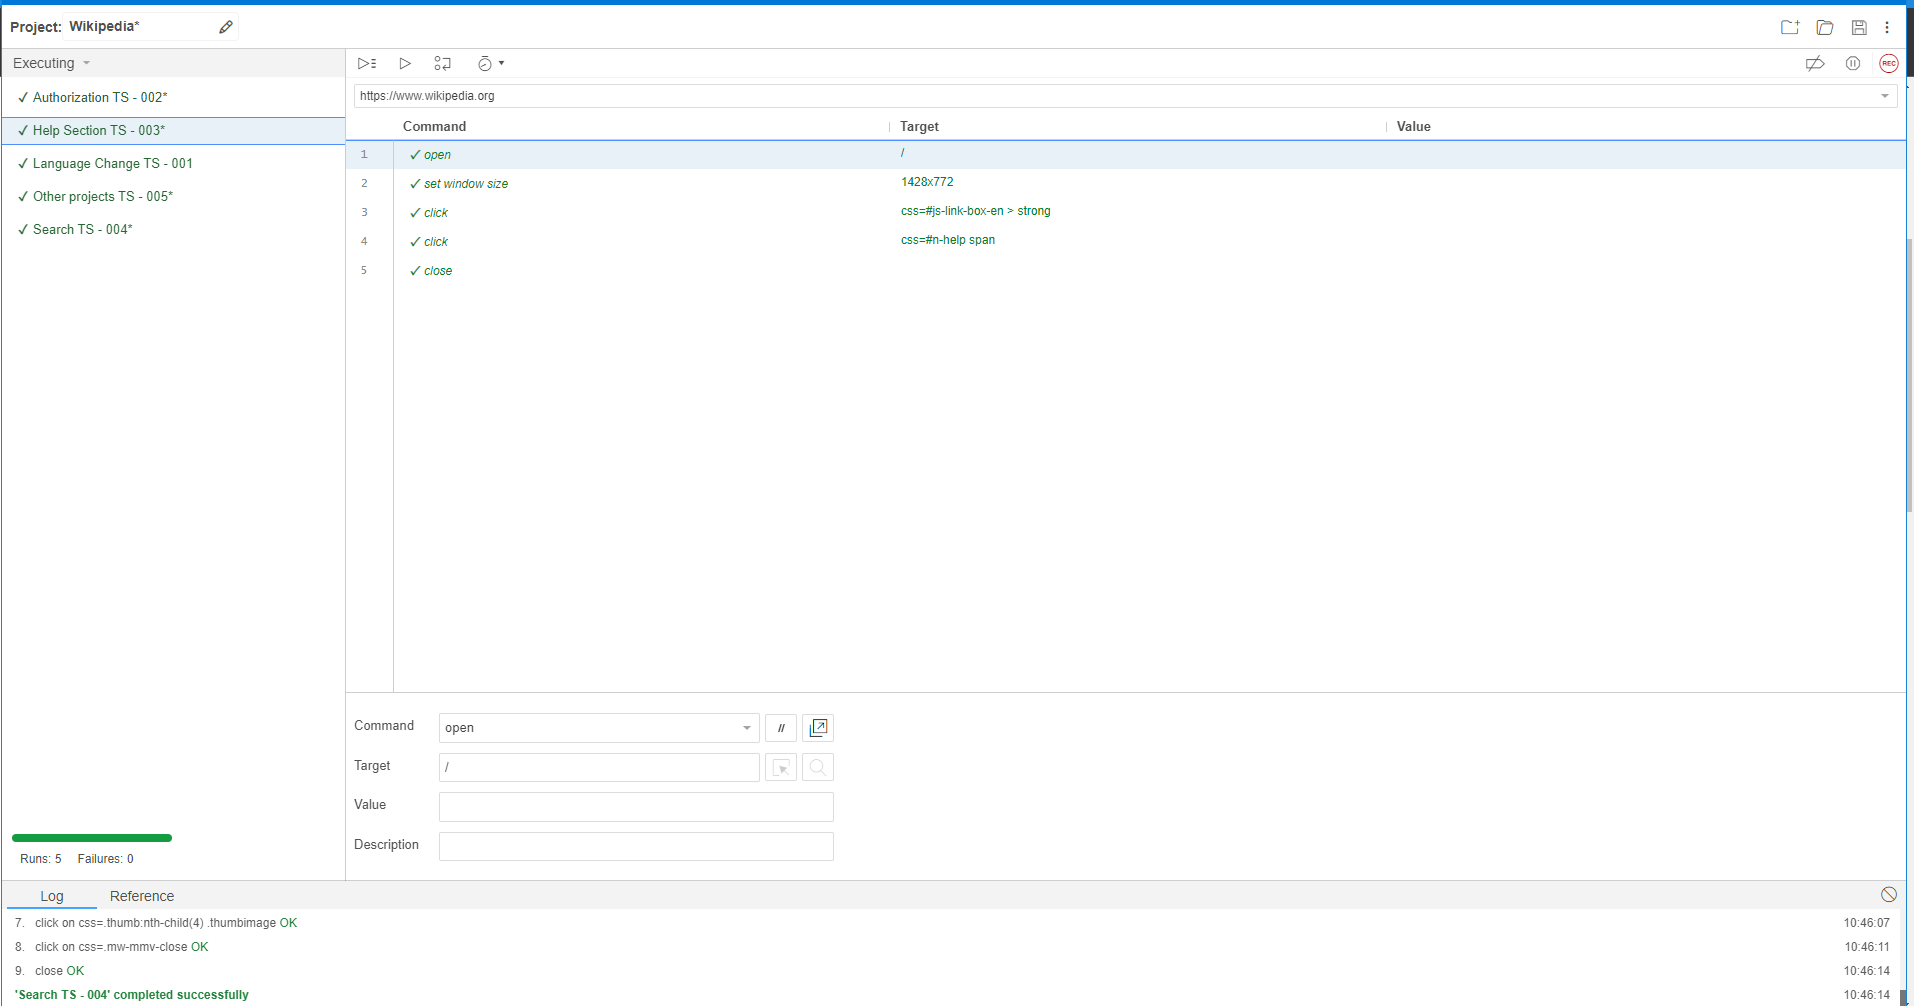 Project: Wikipedia*
Executing
✓ Authorization TS - 002*
✓ Help Section TS - 003*
✓ Language Change TS - 001
✓ Other projects TS - 005*
✓ Search TS - 004*
Runs: 5 Failures: 0
REC
https://www.wikipedia.org
Command Target Value
1 ✓ open /
2 ✓ set window size 1428x772
3 ✓ click css=#js-link-box-en > strong
4 ✓ click css=#n-help span
5 ✓ close
Command open //
Target /
Value
Description
Log Reference
7. click on css=.thumb:nth-child(4) .thumbimage OK 10:46:07
8. click on css=.mw-mmv-close OK 10:46:11
9. close OK 10:46:14
'Search TS - 004' completed successfully 10:46:14